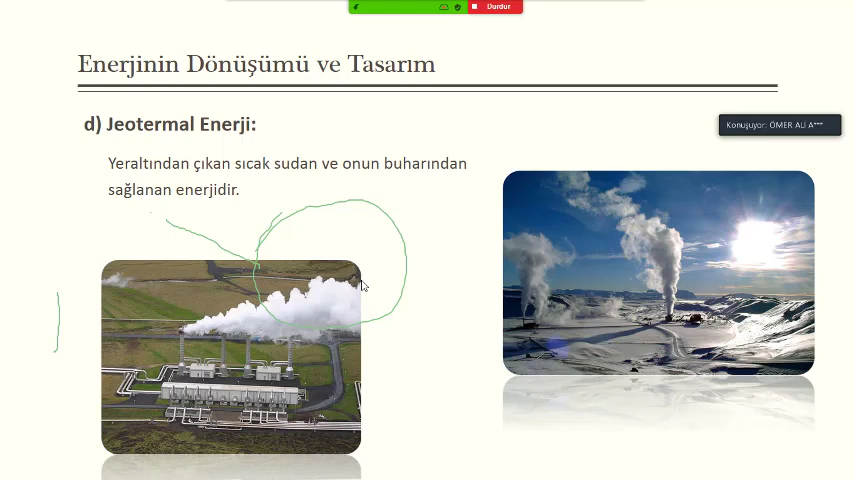 Durdur
Enerjinin Dönüşümü ve Tasarım
d) Jeotermal Enerji:
Konuşuyor: ÖMER ALİ A***
Yeraltından çıkan sıcak sudan ve onun buharından
sağlanan enerjidir.